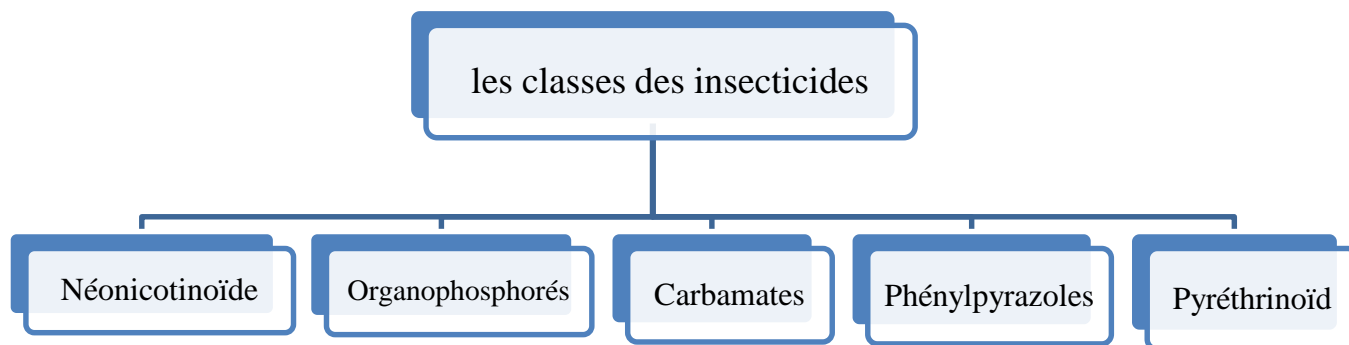 les classes des insecticides
Néonicotinoïde
Organophosphorés
Carbamates
Phénylpyrazoles
Pyréthrinoïd